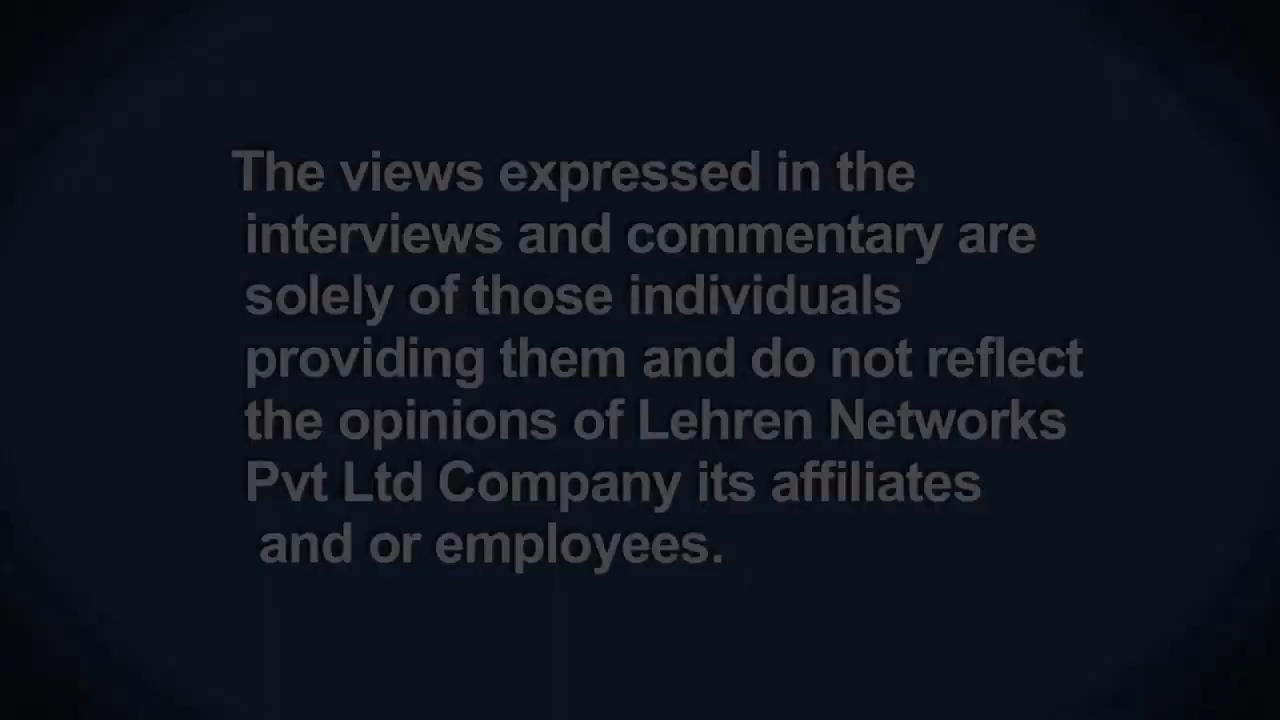 The views expressed in the
interviews and commentary are
solely of those individuals
providing them and do not reflect
the opinions of Lehren Networks
Pvt Ltd Company its affiliates
and or employees.